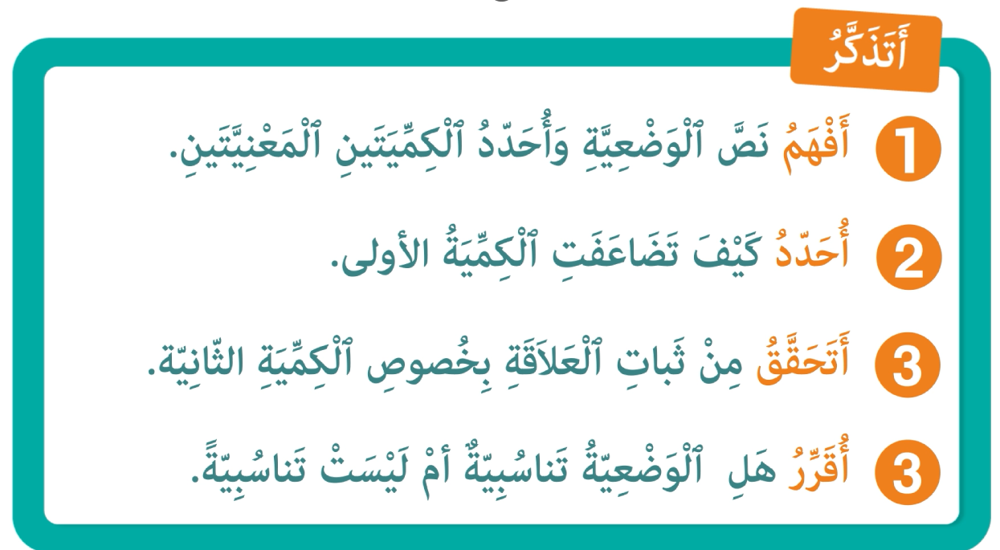 أَتَذَكَّرُ
1 أَفْهَمُ نَصَّ ٱلْوَضْعِيَّةِ وَأُحَدّدُ ٱلْكِمِّيَتَينِ ٱلْمَعْنِيَّتَينِ.
2 أُحَدّدُ كَيْفَ تَضَاعَفَتِ ٱلْكِمِّيَةُ الأولى.
3 أَتَحَقَّقُ مِنْ ثَباتِ ٱلْعَلاَقَةِ بِخُصوصِ ٱلْكِمِّيَةِ الثّانِيّة.
3 أُقَرِّرُ هَلِ ٱلْوَضْعِيّةُ تَناسُبِيّةٌ أمْ لَيْسَتْ تَناسُبِيّةً.